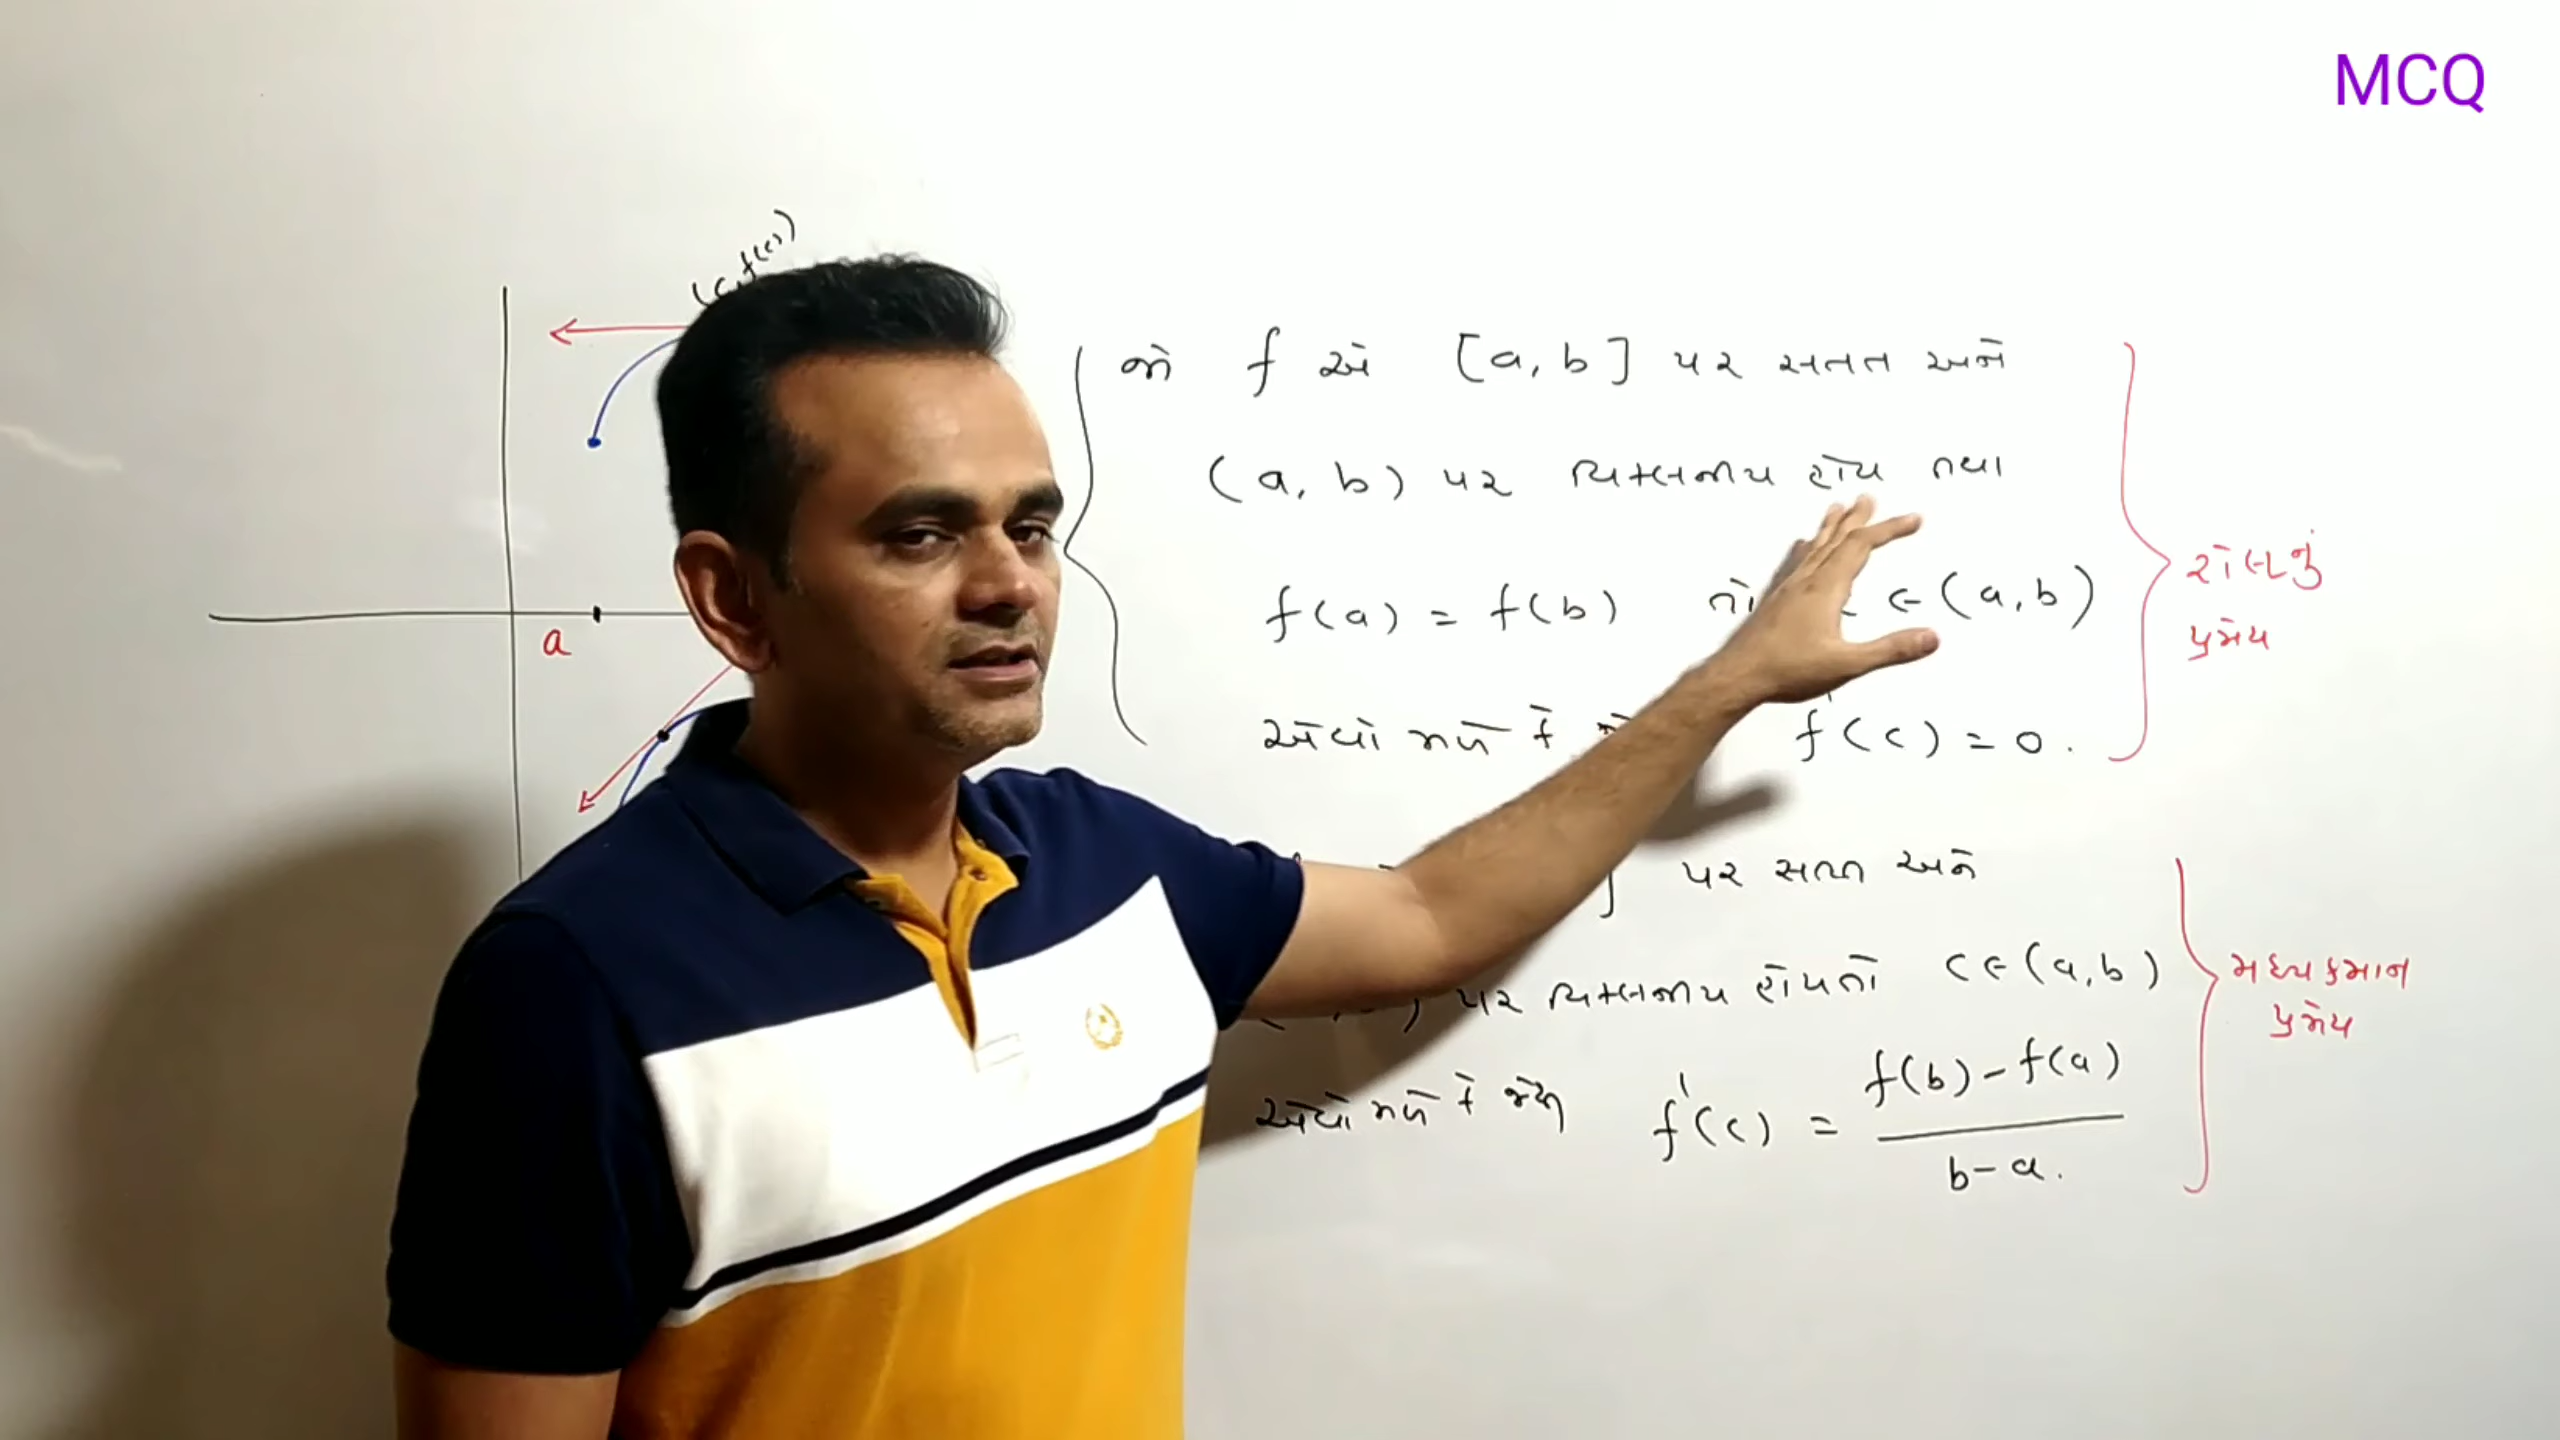 MCQ
(c, f(c))
a
જો f એ [a, b] પર સતત અને
(a, b) પર વિકલનીય હોય તથા
f(a) = f(b) તો ∈ (a, b)
એવો મળે કે f'(c) = 0.
રોલનું
પ્રમેય
પર સતત અને
પર વિકલનીય હોય તો c ∈ (a, b)
એવો મળે કે જેથી f'(c) = f(b) - f(a) / b - a.
મધ્યકમાન
પ્રમેય